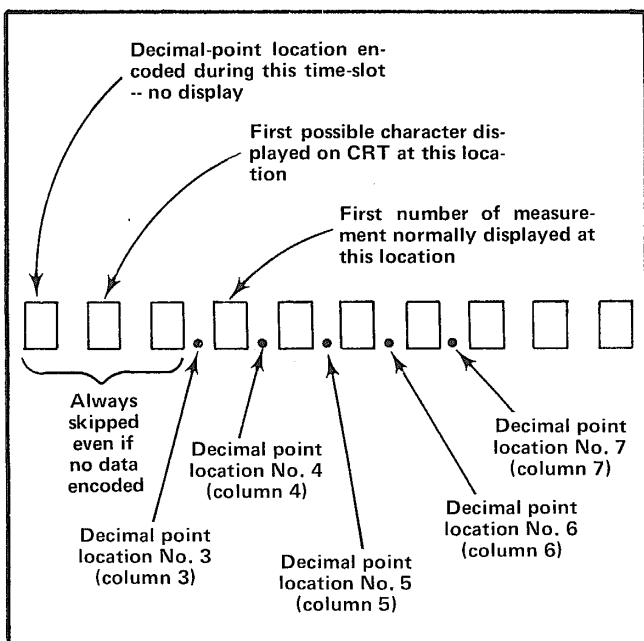 Decimal-point location en-
coded during this time-slot
-- no display
First possible character dis-
played on CRT at this loca-
tion
First number of measure-
ment normally displayed at
this location
Always
skipped
even if
no data
encoded
Decimal point
location No. 3
(column 3)
Decimal point
location No. 4
(column 4)
Decimal point
location No. 5
(column 5)
Decimal point
location No. 6
(column 6)
Decimal point
location No. 7
(column 7)